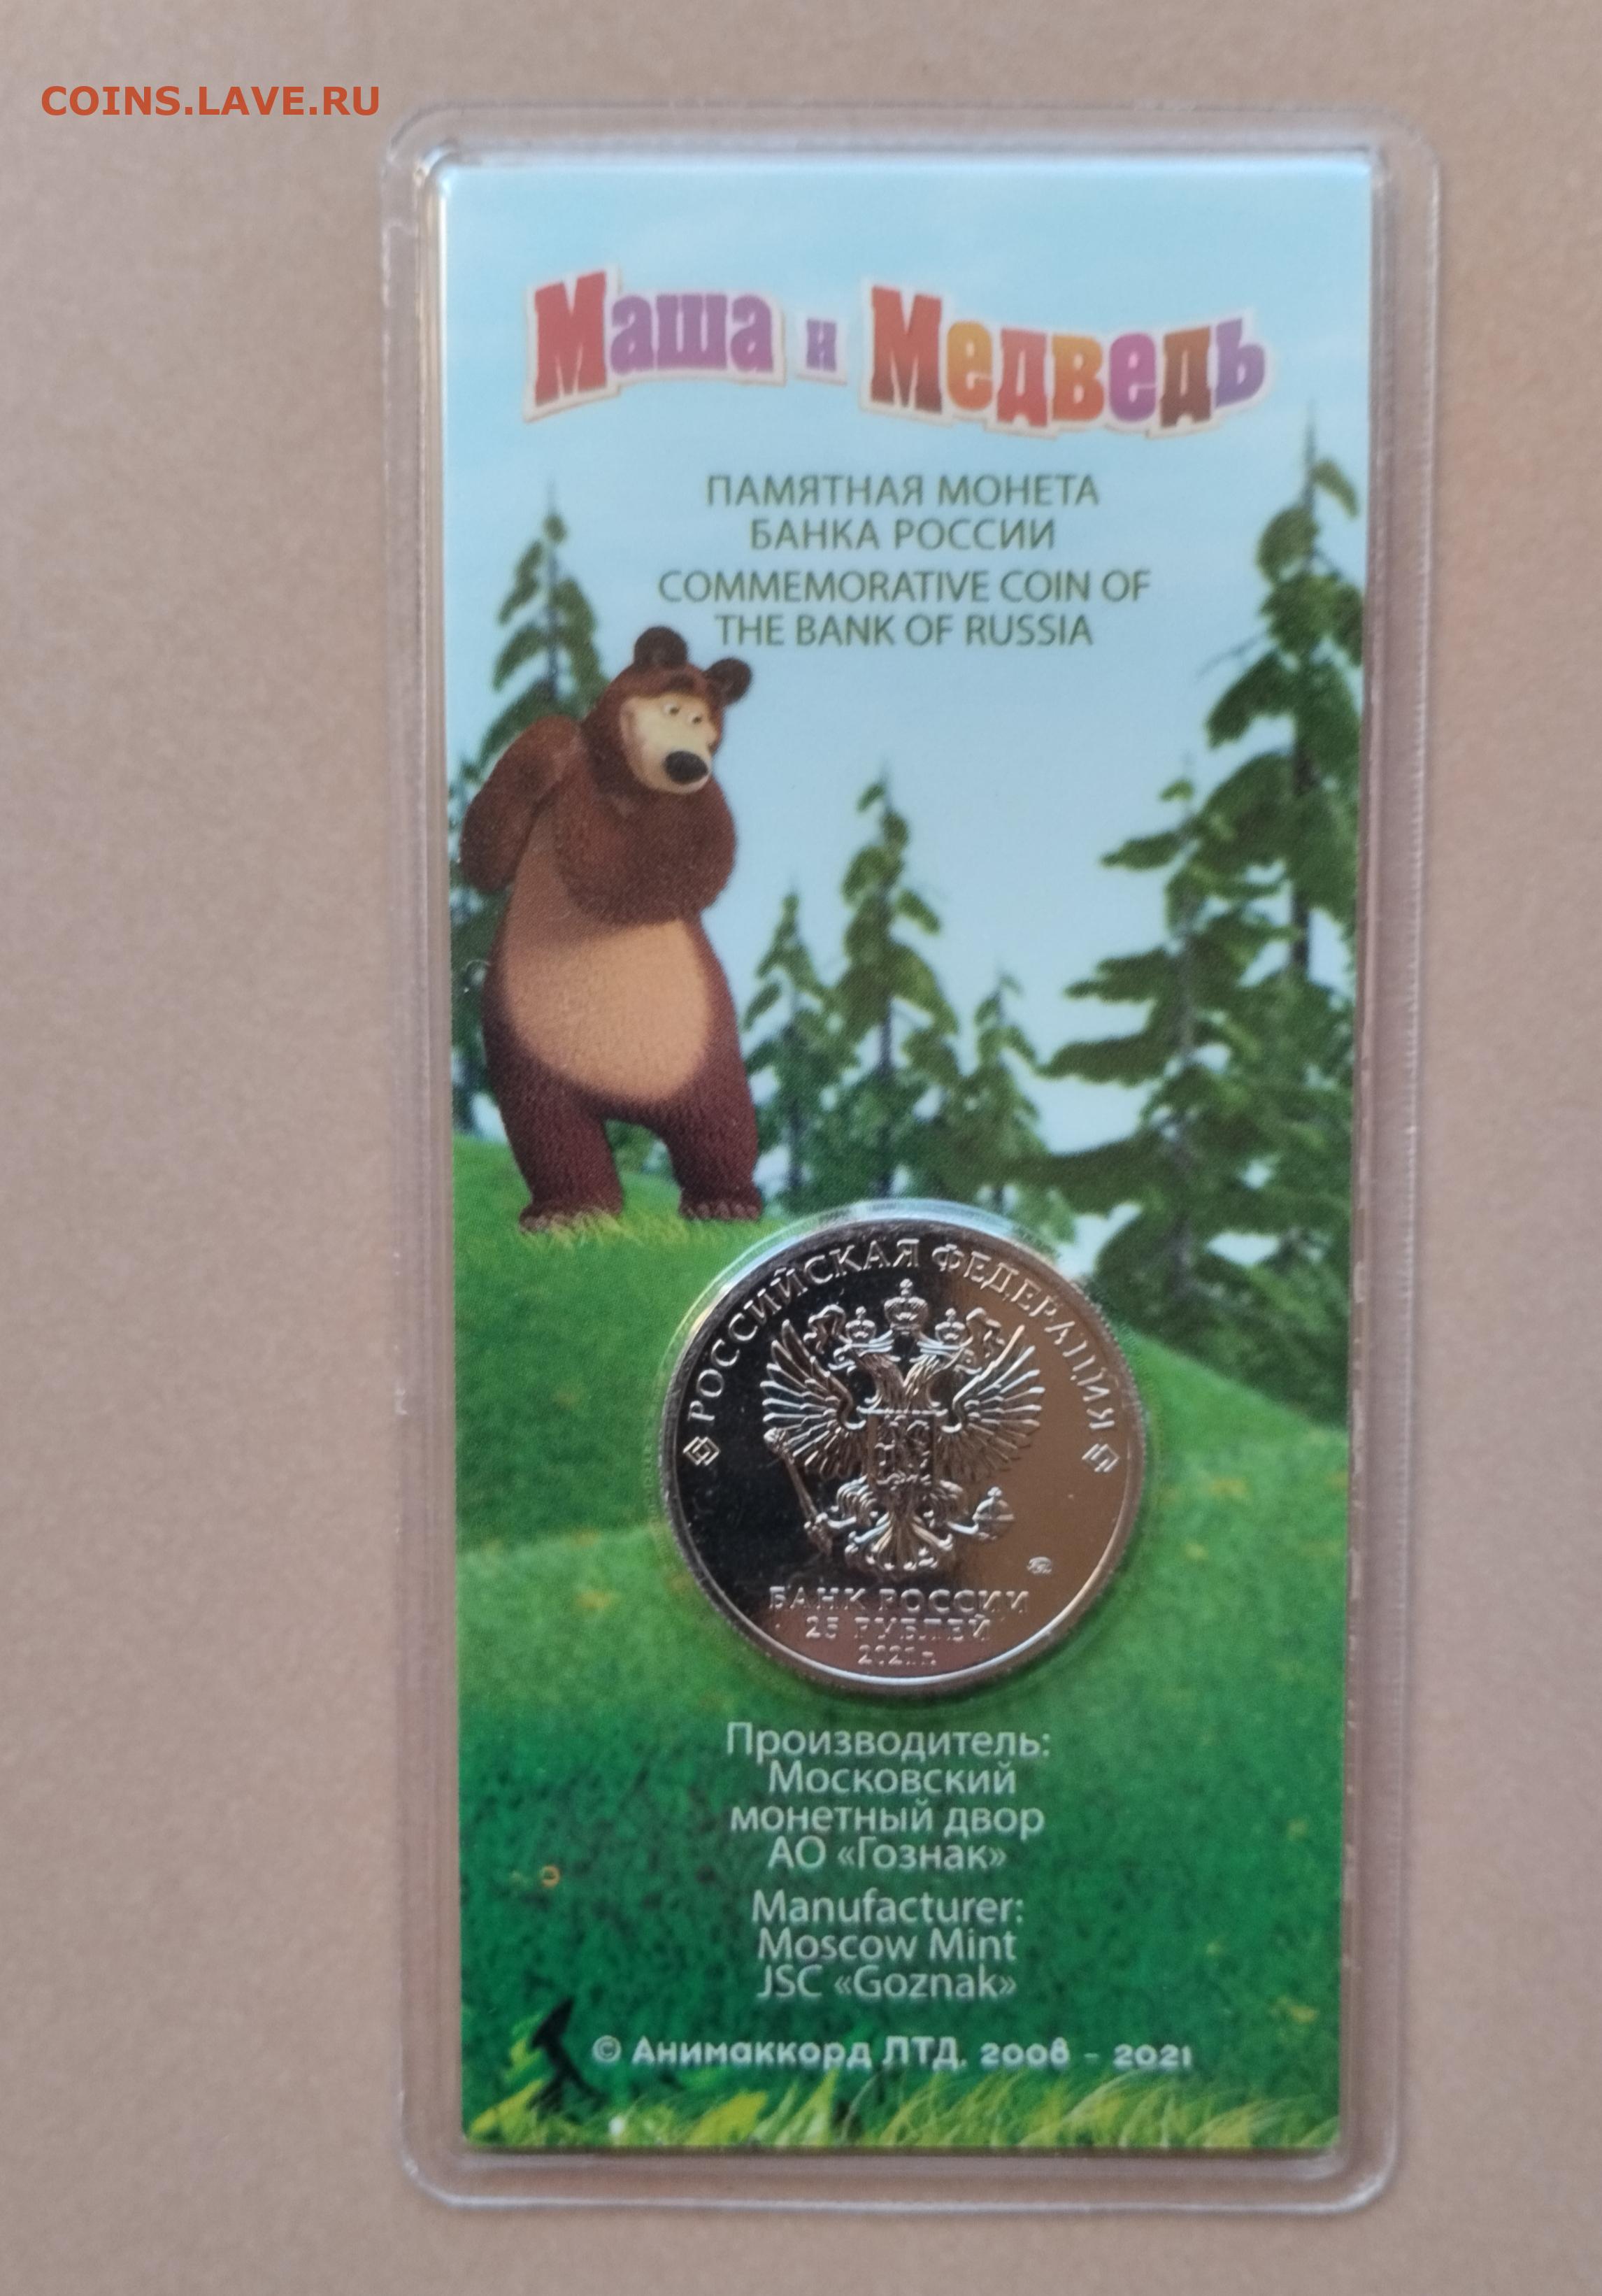 COINS.LAVE.RU
Маша и Медведь
ПАМЯТНАЯ МОНЕТА
БАНКА РОССИИ
COMMEMORATIVE COIN OF
THE BANK OF RUSSIA
РОССИЙСКАЯ ФЕДЕРАЦИЯ
БАНК РОССИИ
25 РУБЛЕЙ
2021 г.
Производитель:
Московский
монетный двор
АО «Гознак»
Manufacturer:
Moscow Mint
JSC «Goznak»
© Анимаккорд ЛТД. 2008 - 2021